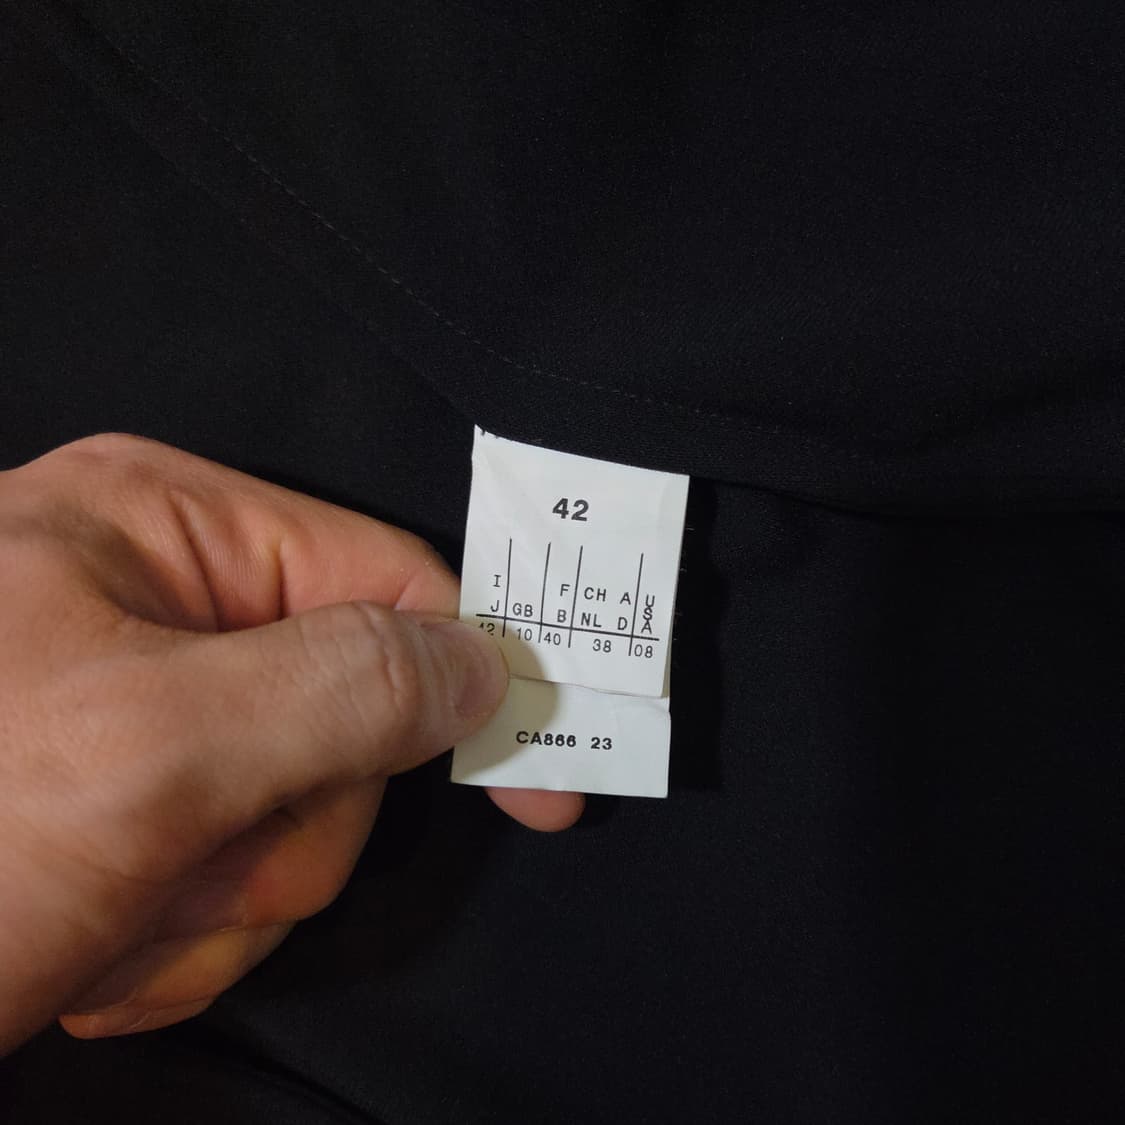 42
I F CH A USA
J GB B NL D
42 10 40 38 08
CA866 23